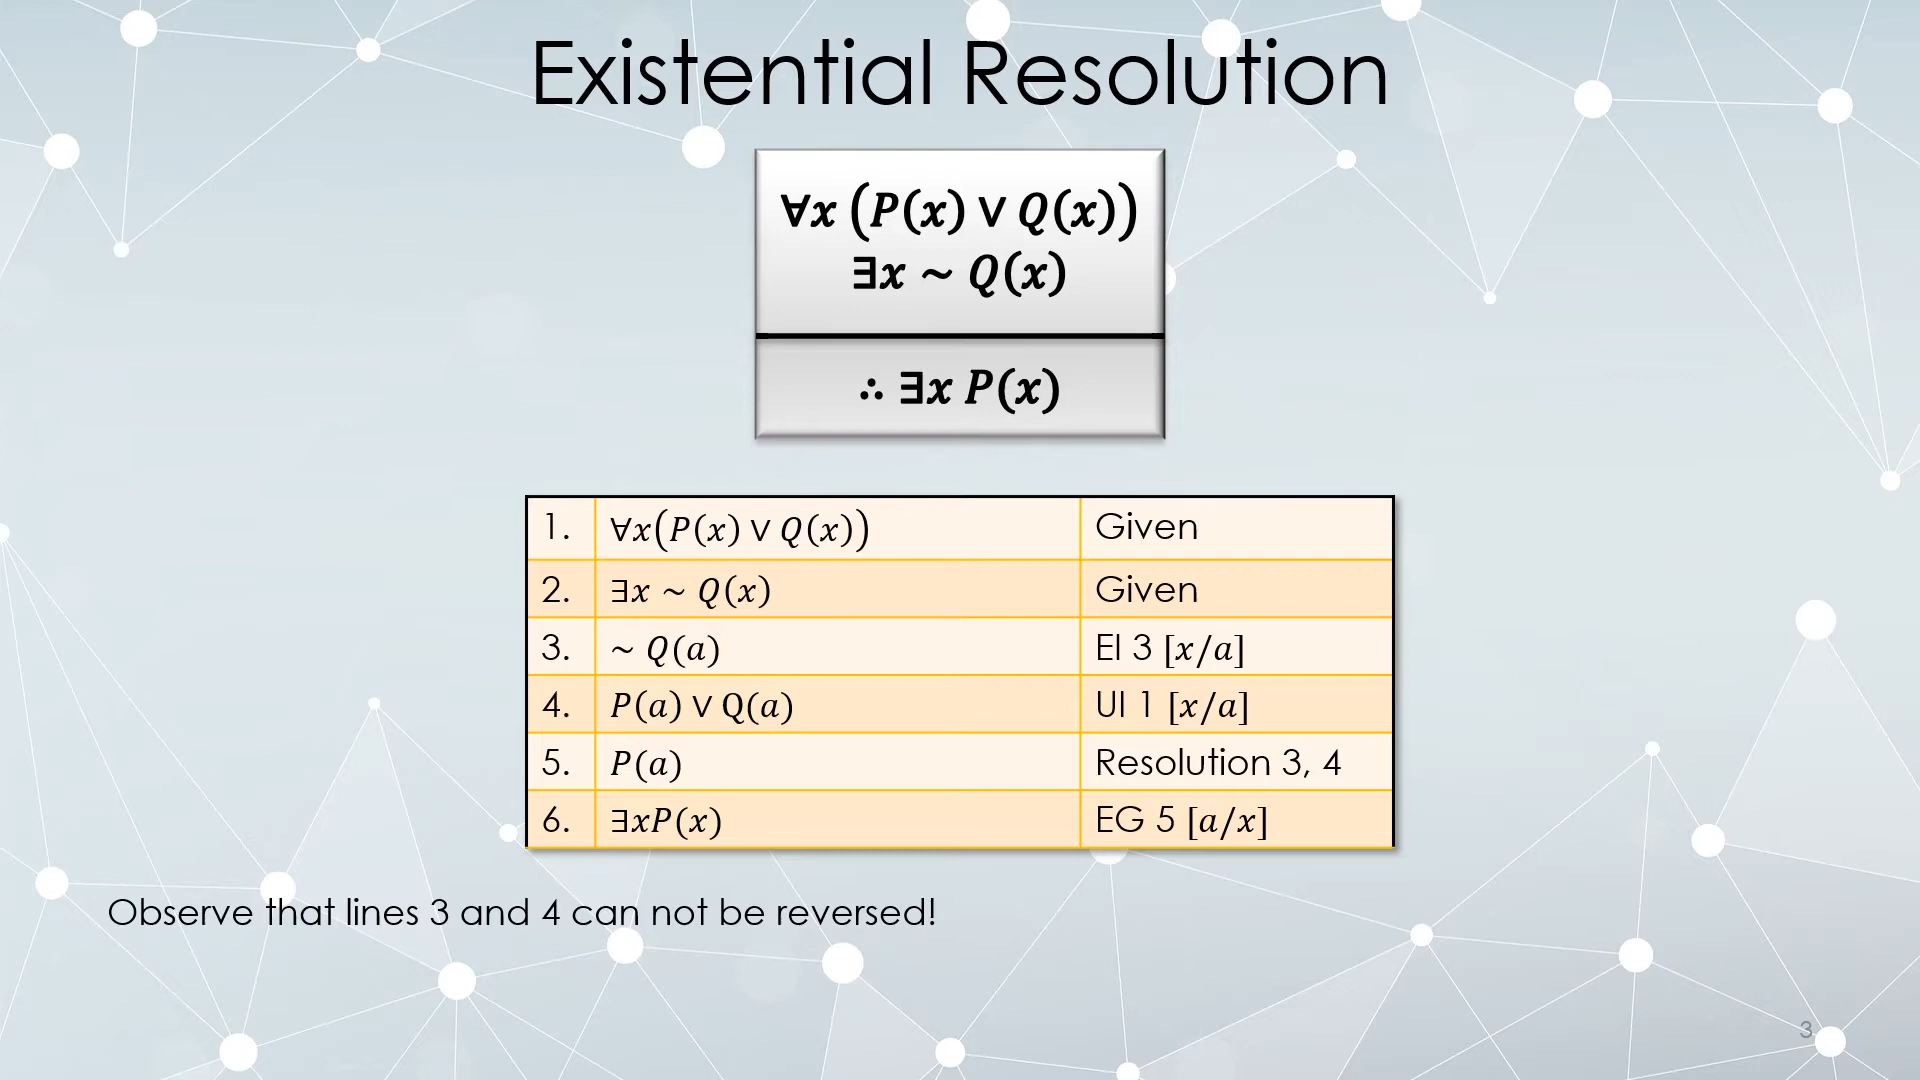 Existential Resolution
∀x (P(x) ∨ Q(x))
∃x ~ Q(x)
∴ ∃x P(x)
1. ∀x(P(x) ∨ Q(x)) Given
2. ∃x ~ Q(x) Given
3. ~ Q(a) EI 3 [x/a]
4. P(a) ∨ Q(a) UI 1 [x/a]
5. P(a) Resolution 3, 4
6. ∃xP(x) EG 5 [a/x]
Observe that lines 3 and 4 can not be reversed!
3